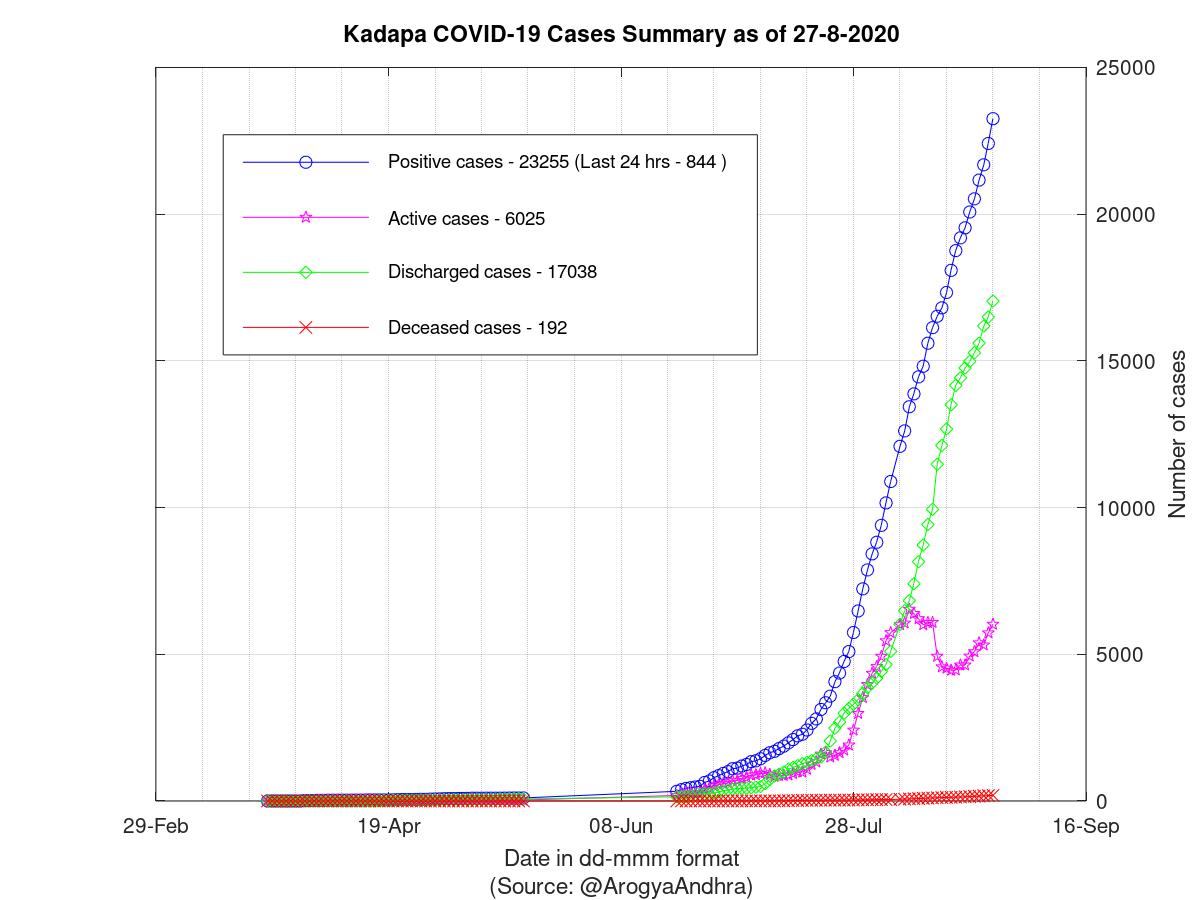 Kadapa COVID-19 Cases Summary as of 27-8-2020
25000
Positive cases - 23255 (Last 24 hrs - 844 )
Active cases - 6025
20000
Discharged cases - 17038
Deceased cases - 192
15000
Number of cases
10000
5000
0
29-Feb 19-Apr 08-Jun 28-Jul 16-Sep
Date in dd-mmm format
(Source: @ArogyaAndhra)